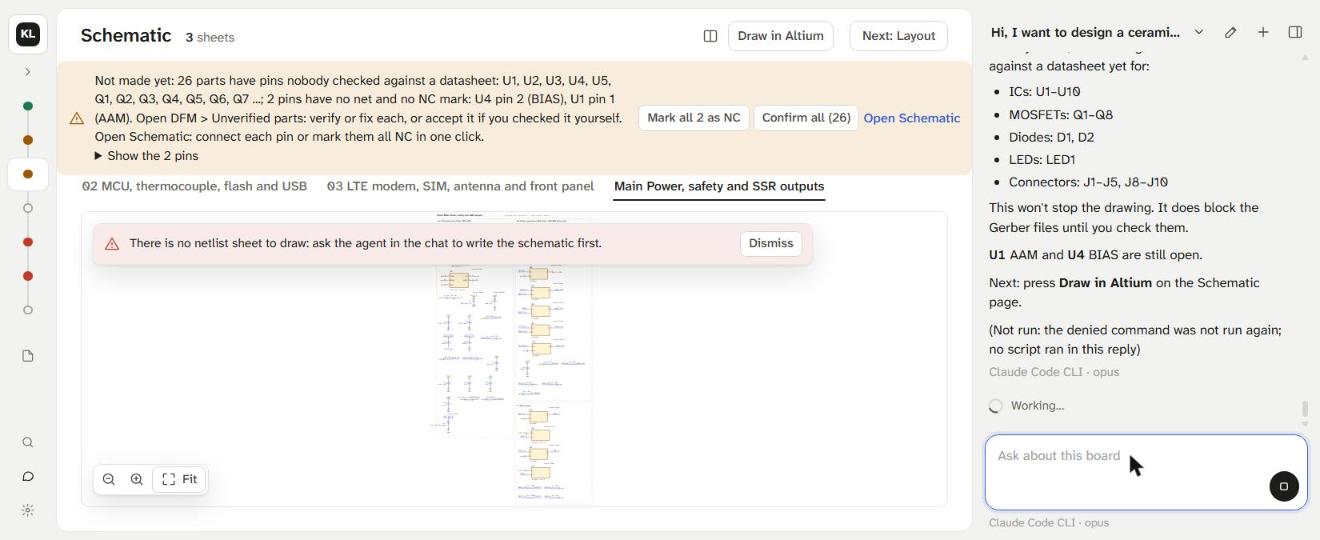 KL
Schematic 3 sheets
Draw in Altium
Next: Layout
Not made yet: 26 parts have pins nobody checked against a datasheet: U1, U2, U3, U4, U5,
Q1, Q2, Q3, Q4, Q5, Q6, Q7 ...; 2 pins have no net and no NC mark: U4 pin 2 (BIAS), U1 pin 1
(AAM). Open DFM > Unverified parts: verify or fix each, or accept it if you checked it yourself.
Open Schematic: connect each pin or mark them all NC in one click.
▶ Show the 2 pins
Mark all 2 as NC
Confirm all (26)
Open Schematic
02 MCU, thermocouple, flash and USB
03 LTE modem, SIM, antenna and front panel
Main Power, safety and SSR outputs
There is no netlist sheet to draw: ask the agent in the chat to write the schematic first.
Dismiss
Fit
Hi, I want to design a cerami...
against a datasheet yet for:
• ICs: U1–U10
• MOSFETs: Q1–Q8
• Diodes: D1, D2
• LEDs: LED1
• Connectors: J1–J5, J8–J10
This won't stop the drawing. It does block the
Gerber files until you check them.
U1 AAM and U4 BIAS are still open.
Next: press Draw in Altium on the Schematic
page.
(Not run: the denied command was not run again;
no script ran in this reply)
Claude Code CLI · opus
Working...
Ask about this board
Claude Code CLI · opus